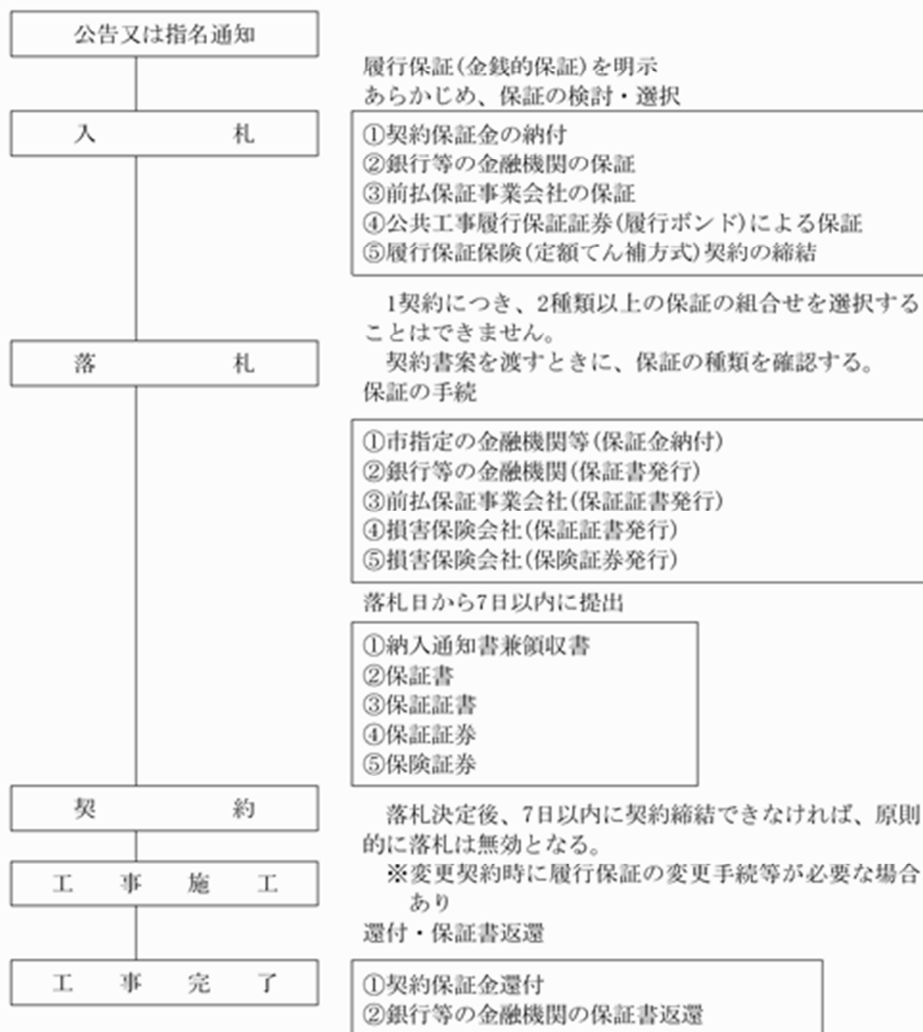 公告又は指名通知
履行保証(金銭的保証)を明示
あらかじめ、保証の検討・選択
入　札
①契約保証金の納付
②銀行等の金融機関の保証
③前払保証事業会社の保証
④公共工事履行保証証券(履行ボンド)による保証
⑤履行保証保険(定額てん補方式)契約の締結
1契約につき、2種類以上の保証の組合せを選択する
ことはできません。
落　札
契約書案を渡すときに、保証の種類を確認する。
保証の手続
①市指定の金融機関等(保証金納付)
②銀行等の金融機関(保証書発行)
③前払保証事業会社(保証証書発行)
④損害保険会社(保証証書発行)
⑤損害保険会社(保険証券発行)
落札日から7日以内に提出
①納入通知書兼領収書
②保証書
③保証証書
④保証証券
⑤保険証券
契　約
落札決定後、7日以内に契約締結できなければ、原則
的に落札は無効となる。
工　事　施　工
※変更契約時に履行保証の変更手続等が必要な場合
あり
還付・保証書返還
工　事　完　了
①契約保証金還付
②銀行等の金融機関の保証書返還